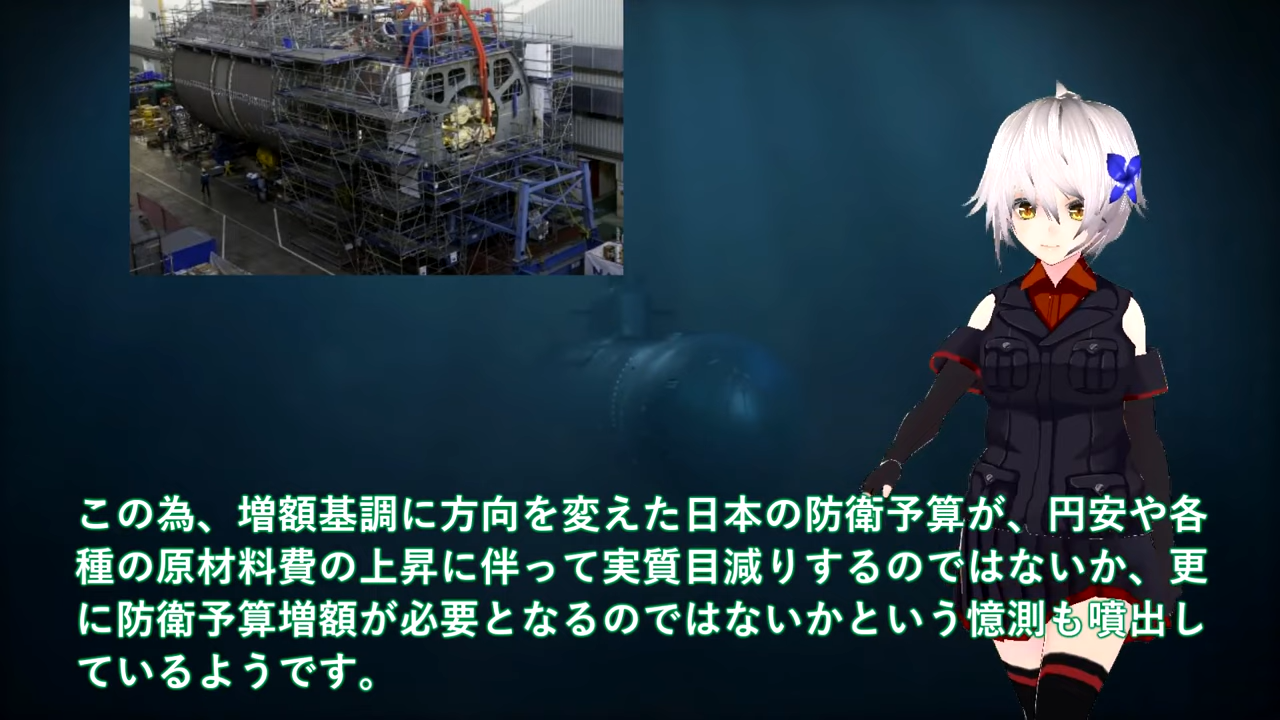 この為、増額基調に方向を変えた日本の防衛予算が、円安や各
種の原材料費の上昇に伴って実質目減りするのではないか、更
に防衛予算増額が必要となるのではないかという憶測も噴出し
ているようです。